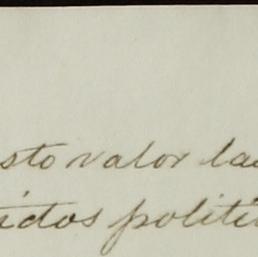 sto valor la
idos politi